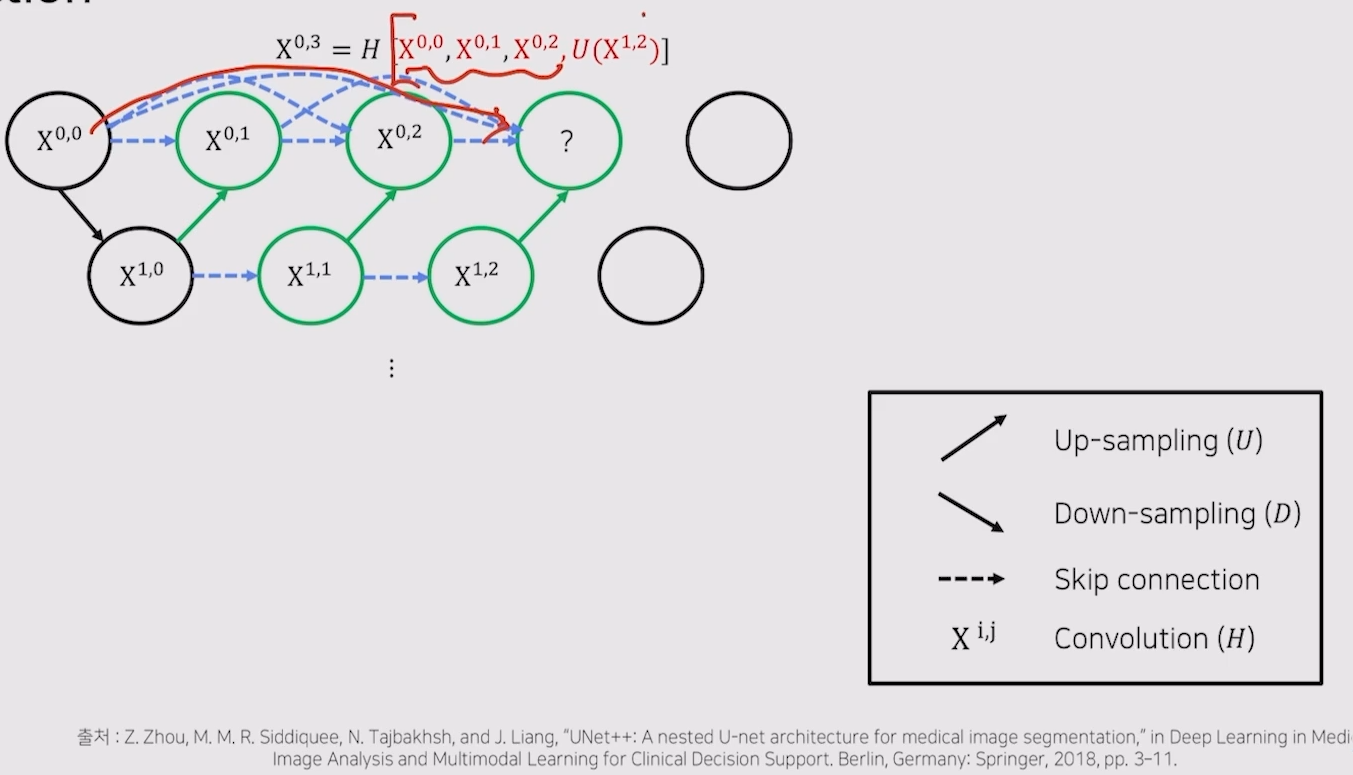 X^{0,3} = H [X^{0,0}, X^{0,1}, X^{0,2}, U(X^{1,2})]
X^{0,0} X^{0,1} X^{0,2} ?
X^{1,0} X^{1,1} X^{1,2}
⋮
Up-sampling (U)
Down-sampling (D)
Skip connection
X^{i,j} Convolution (H)
출처 : Z. Zhou, M. M. R. Siddiquee, N. Tajbakhsh, and J. Liang, “UNet++: A nested U-net architecture for medical image segmentation,” in Deep Learning in Medi
Image Analysis and Multimodal Learning for Clinical Decision Support. Berlin, Germany: Springer, 2018, pp. 3–11.